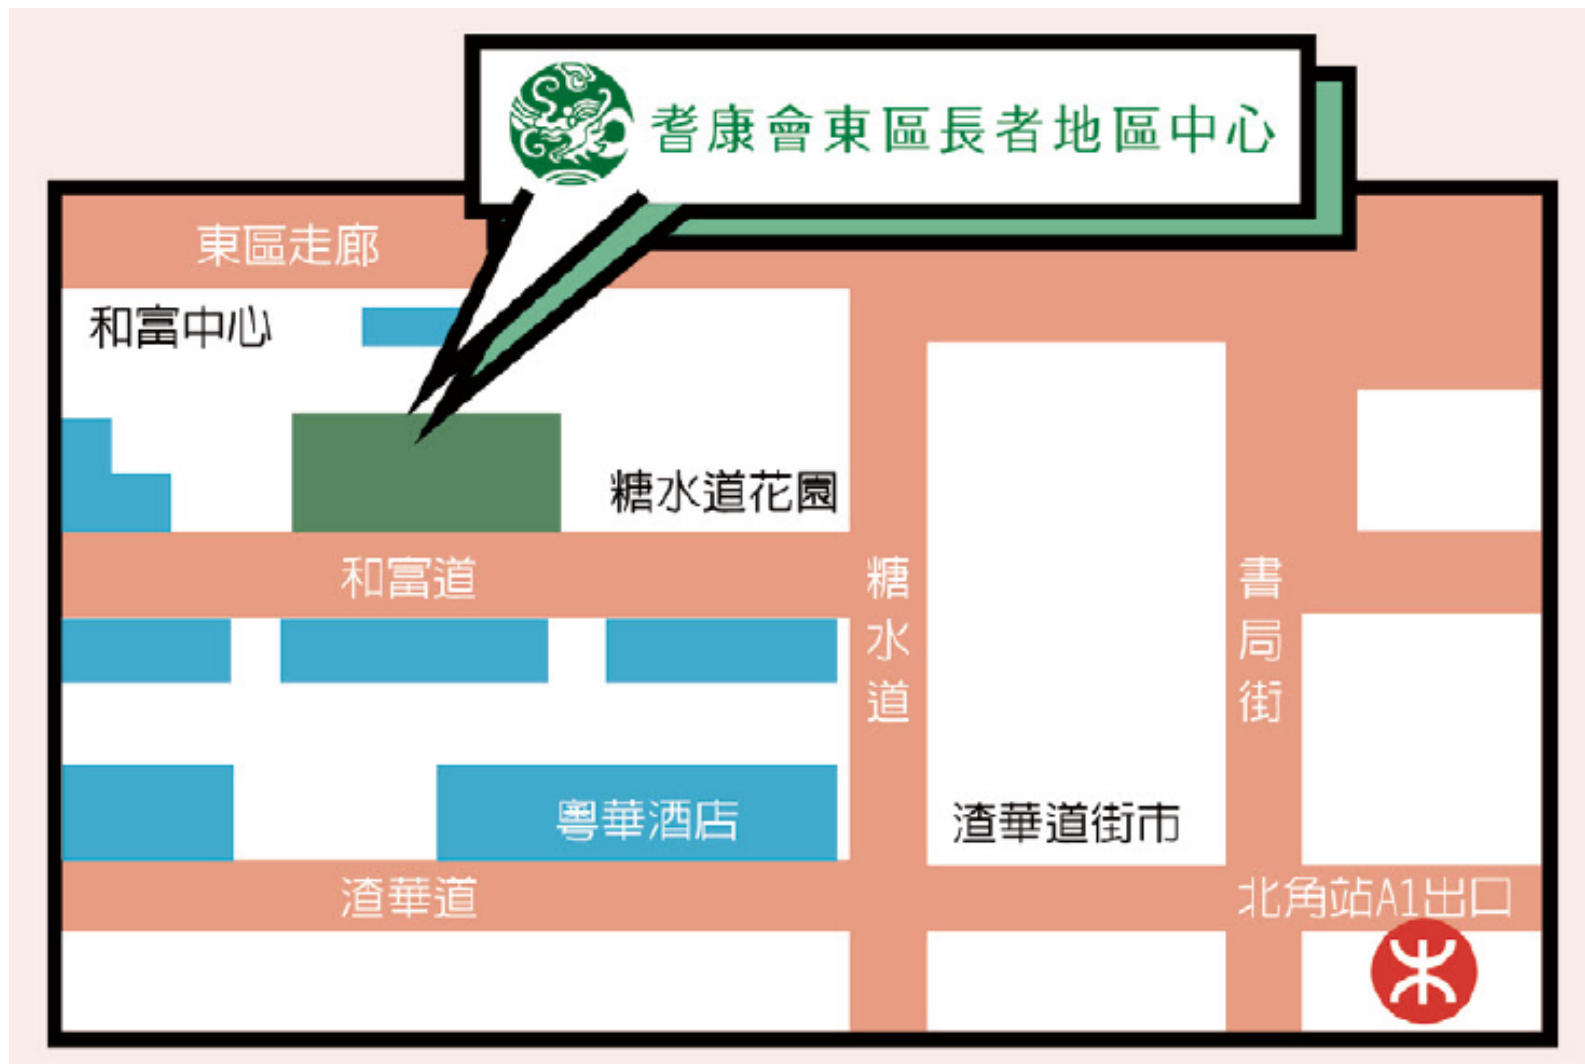 耆康會東區長者地區中心
東區走廊
和富中心
糖水道花園
和富道
糖水道
書局街
粵華酒店
渣華道街市
渣華道
北角站A1出口